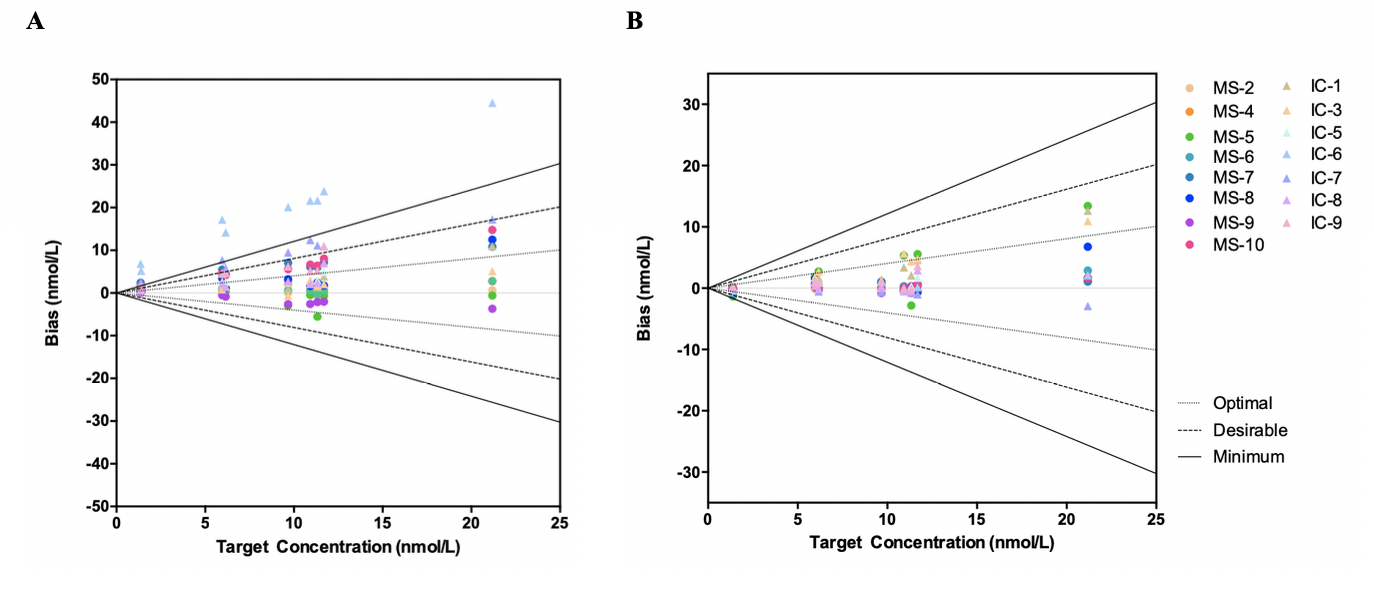 A
B
50
40
30
20
10
0
-10
-20
-30
-40
-50
Bias (nmol/L)
0
5
10
15
20
25
Target Concentration (nmol/L)
30
20
10
0
-10
-20
-30
Bias (nmol/L)
0
5
10
15
20
25
Target Concentration (nmol/L)
MS-2
MS-4
MS-5
MS-6
MS-7
MS-8
MS-9
MS-10
IC-1
IC-3
IC-5
IC-6
IC-7
IC-8
IC-9
Optimal
Desirable
Minimum